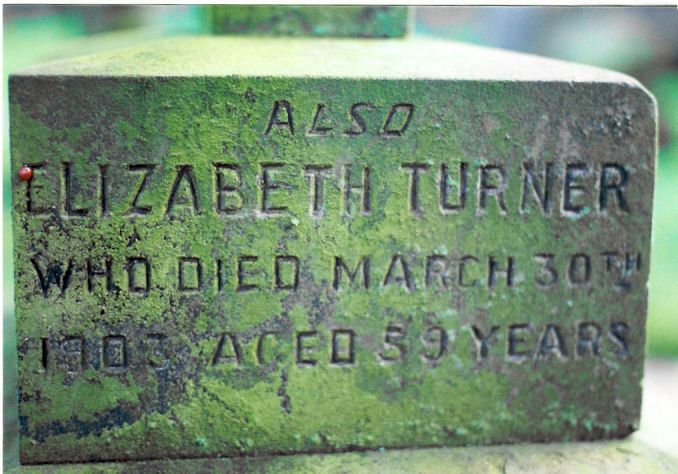 ALSO
ELIZABETH TURNER
WHO DIED MARCH 30TH
1903 AGED 59 YEARS